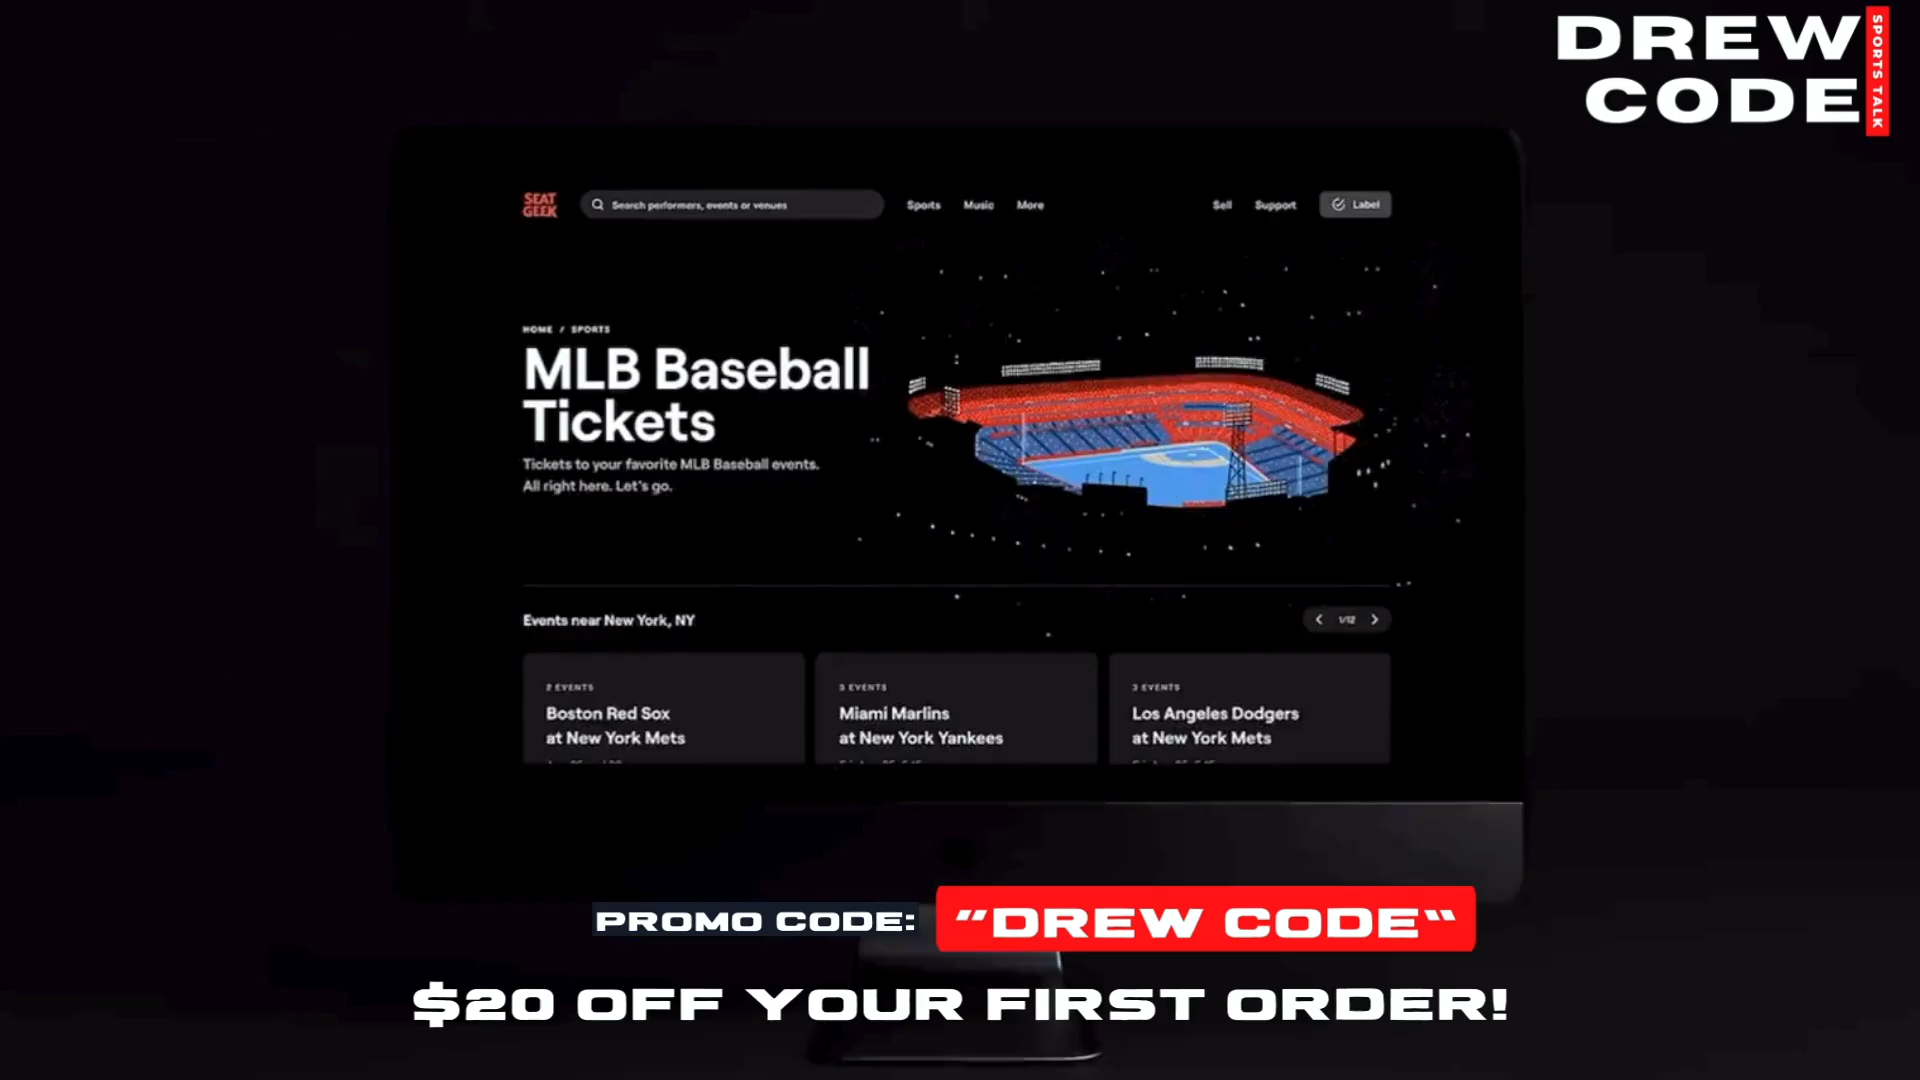 DREW
CODE
SPORTS TALK
SEAT
GEEK
Search performers, events or venues
Sports
Music
More
Sell
Support
Label
HOME / SPORTS
MLB Baseball
Tickets
Tickets to your favorite MLB Baseball events.
All right here. Let's go.
Events near New York, NY
1/12
2 EVENTS
Boston Red Sox
at New York Mets
3 EVENTS
Miami Marlins
at New York Yankees
3 EVENTS
Los Angeles Dodgers
at New York Mets
PROMO CODE:
"DREW CODE"
$20 OFF YOUR FIRST ORDER!